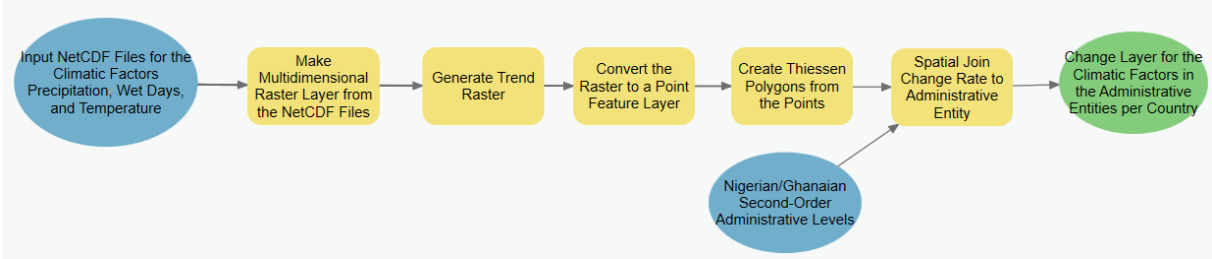 Input NetCDF Files for the
Climatic Factors
Precipitation, Wet Days,
and Temperature
Make
Multidimensional
Raster Layer from
the NetCDF Files
Generate Trend
Raster
Convert the
Raster to a Point
Feature Layer
Create Thiessen
Polygons from
the Points
Spatial Join
Change Rate to
Administrative
Entity
Change Layer for the
Climatic Factors in
the Administrative
Entities per Country
Nigerian/Ghanaian
Second-Order
Administrative Levels